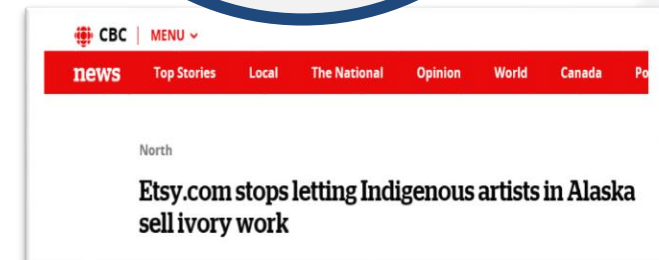 CBC MENU
news Top Stories Local The National Opinion World Canada
North
Etsy.com stops letting Indigenous artists in Alaska
sell ivory work